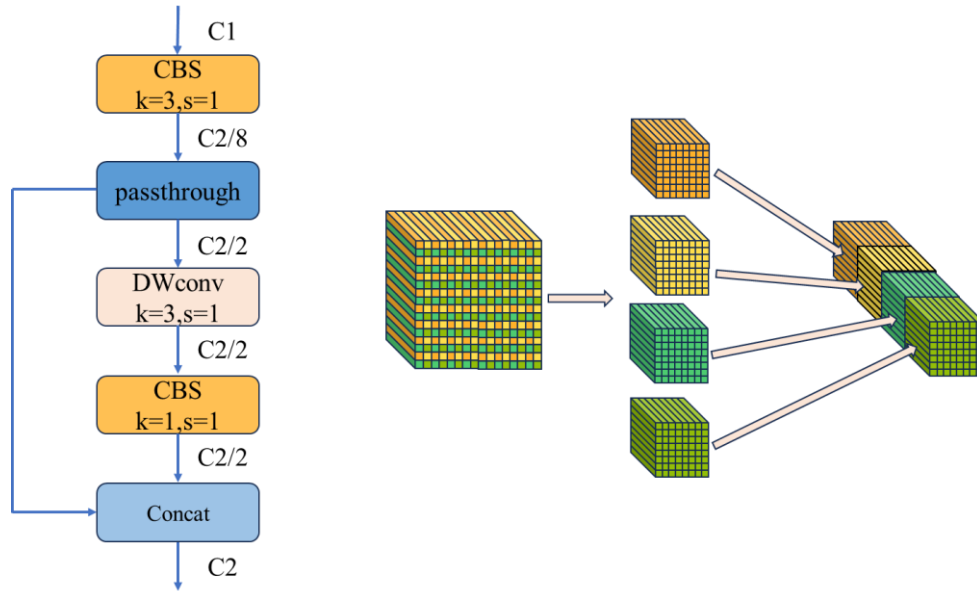 C1
CBS
k=3,s=1
C2/8
passthrough
C2/2
DWconv
k=3,s=1
C2/2
CBS
k=1,s=1
C2/2
Concat
C2